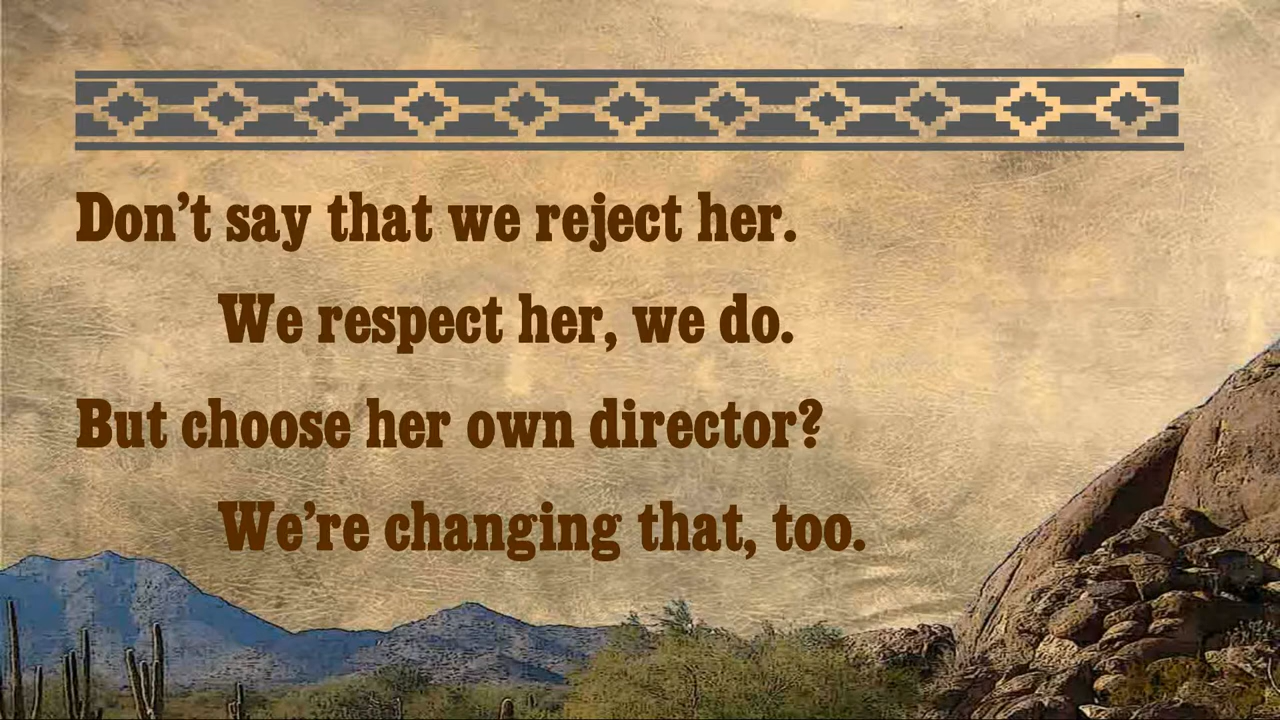 Don’t say that we reject her.
We respect her, we do.
But choose her own director?
We’re changing that, too.